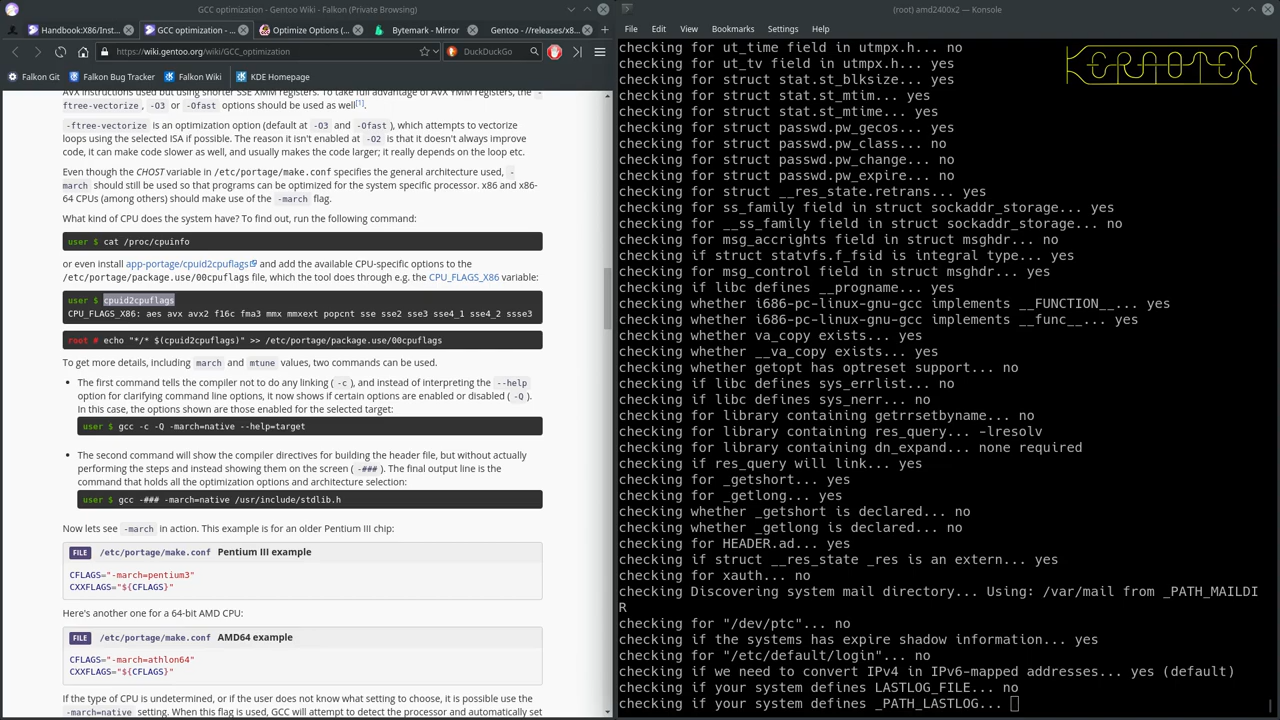 GCC optimization - Gentoo Wiki - Falkon (Private Browsing)
Handbook:X86/Inst...
GCC optimization - ...
Optimize Options (...
Bytemark - Mirror
Gentoo - //releases/x8...
https://wiki.gentoo.org/wiki/GCC_optimization
DuckDuckGo
Falkon Git
Falkon Bug Tracker
Falkon Wiki
KDE Homepage
AVX instructions used but using shorter SSE XMM registers. To take full advantage of AVX YMM registers, the -
ftree-vectorize, -O3 or -Ofast options should be used as well[1].
-ftree-vectorize is an optimization option (default at -O3 and -Ofast), which attempts to vectorize
loops using the selected ISA if possible. The reason it isn't enabled at -O2 is that it doesn't always improve
code, it can make code slower as well, and usually makes the code larger; it really depends on the loop etc.
Even though the CHOST variable in /etc/portage/make.conf specifies the general architecture used, -
march should still be used so that programs can be optimized for the system specific processor. x86 and x86-
64 CPUs (among others) should make use of the -march flag.
What kind of CPU does the system have? To find out, run the following command:
user $ cat /proc/cpuinfo
or even install app-portage/cpuid2cpuflags and add the available CPU-specific options to the
/etc/portage/package.use/00cpuflags file, which the tool does through e.g. the CPU_FLAGS_X86 variable:
user $ cpuid2cpuflags
CPU_FLAGS_X86: aes avx avx2 f16c fma3 mmx mmxext popcnt sse sse2 sse3 sse4_1 sse4_2 ssse3
root # echo "*/* $(cpuid2cpuflags)" >> /etc/portage/package.use/00cpuflags
To get more details, including march and mtune values, two commands can be used.
• The first command tells the compiler not to do any linking (-c), and instead of interpreting the --help
option for clarifying command line options, it now shows if certain options are enabled or disabled (-Q).
In this case, the options shown are those enabled for the selected target:
user $ gcc -c -Q -march=native --help=target
• The second command will show the compiler directives for building the header file, but without actually
performing the steps and instead showing them on the screen (-###). The final output line is the
command that holds all the optimization options and architecture selection:
user $ gcc -### -march=native /usr/include/stdlib.h
Now lets see -march in action. This example is for an older Pentium III chip:
FILE /etc/portage/make.conf Pentium III example
CFLAGS="-march=pentium3"
CXXFLAGS="${CFLAGS}"
Here's another one for a 64-bit AMD CPU:
FILE /etc/portage/make.conf AMD64 example
CFLAGS="-march=athlon64"
CXXFLAGS="${CFLAGS}"
If the type of CPU is undetermined, or if the user does not know what setting to choose, it is possible use the
-march=native setting. When this flag is used, GCC will attempt to detect the processor and automatically set
(root) amd2400x2 — Konsole
File Edit View Bookmarks Settings Help
KERAOTEX
checking for ut_time field in utmpx.h... no
checking for ut_tv field in utmpx.h... yes
checking for struct stat.st_blksize... yes
checking for struct stat.st_mtim... yes
checking for struct stat.st_mtime... yes
checking for struct passwd.pw_gecos... yes
checking for struct passwd.pw_class... no
checking for struct passwd.pw_change... no
checking for struct passwd.pw_expire... no
checking for struct __res_state.retrans... yes
checking for ss_family field in struct sockaddr_storage... yes
checking for __ss_family field in struct sockaddr_storage... no
checking for msg_accrights field in struct msghdr... no
checking if struct statvfs.f_fsid is integral type... yes
checking for msg_control field in struct msghdr... yes
checking if libc defines __progname... yes
checking whether i686-pc-linux-gnu-gcc implements __FUNCTION__... yes
checking whether i686-pc-linux-gnu-gcc implements __func__... yes
checking whether va_copy exists... yes
checking whether __va_copy exists... yes
checking whether getopt has optreset support... no
checking if libc defines sys_errlist... no
checking if libc defines sys_nerr... no
checking for library containing getrrsetbyname... no
checking for library containing res_query... -lresolv
checking for library containing dn_expand... none required
checking if res_query will link... yes
checking for _getshort... yes
checking for _getlong... yes
checking whether _getshort is declared... no
checking whether _getlong is declared... no
checking for HEADER.ad... yes
checking if struct __res_state _res is an extern... yes
checking for xauth... no
checking Discovering system mail directory... Using: /var/mail from _PATH_MAILDI
R
checking for "/dev/ptc"... no
checking if the systems has expire shadow information... yes
checking for "/etc/default/login"... no
checking if we need to convert IPv4 in IPv6-mapped addresses... yes (default)
checking if your system defines LASTLOG_FILE... no
checking if your system defines _PATH_LASTLOG...